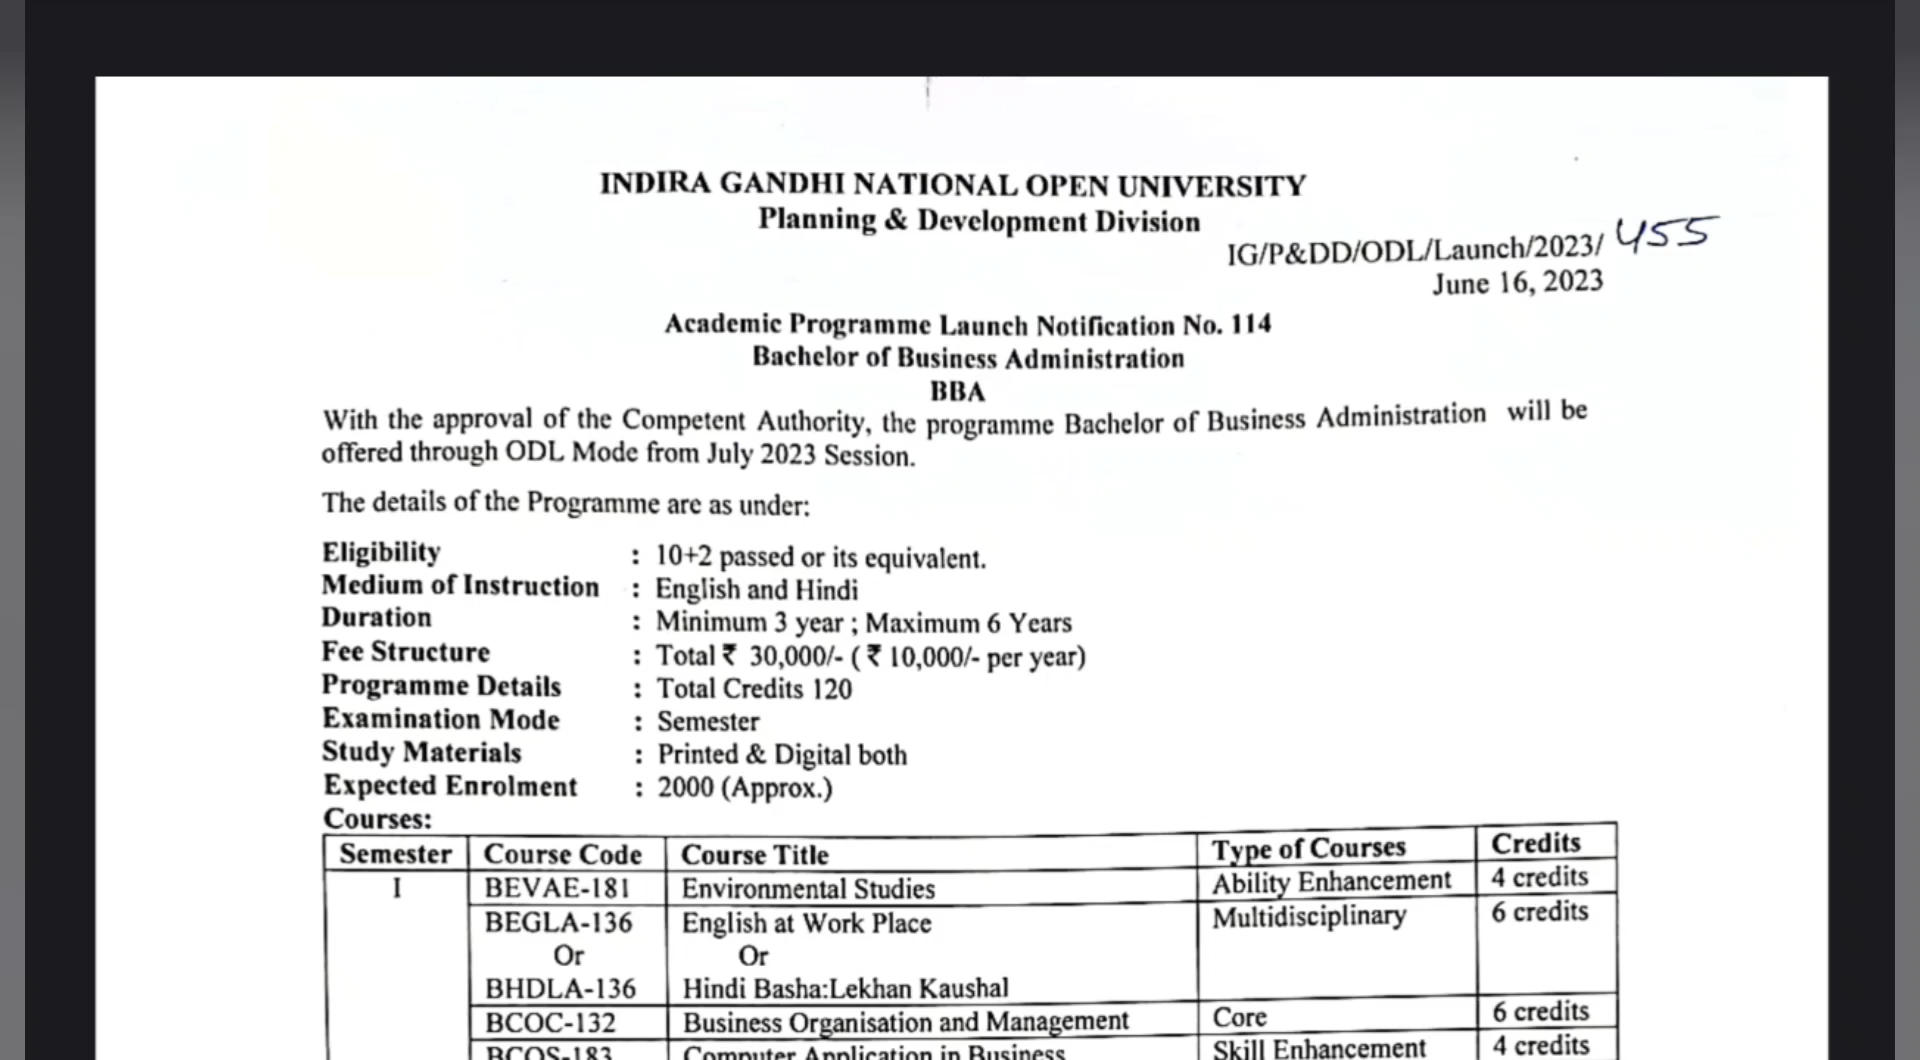 INDIRA GANDHI NATIONAL OPEN UNIVERSITY
Planning & Development Division
IG/P&DD/ODL/Launch/2023/ 455
June 16, 2023
Academic Programme Launch Notification No. 114
Bachelor of Business Administration
BBA
With the approval of the Competent Authority, the programme Bachelor of Business Administration will be
offered through ODL Mode from July 2023 Session.
The details of the Programme are as under:
Eligibility : 10+2 passed or its equivalent.
Medium of Instruction : English and Hindi
Duration : Minimum 3 year ; Maximum 6 Years
Fee Structure : Total ₹ 30,000/- ( ₹ 10,000/- per year)
Programme Details : Total Credits 120
Examination Mode : Semester
Study Materials : Printed & Digital both
Expected Enrolment : 2000 (Approx.)
Courses:
Semester Course Code Course Title Type of Courses Credits
I BEVAE-181 Environmental Studies Ability Enhancement 4 credits
BEGLA-136 English at Work Place Multidisciplinary 6 credits
Or Or
BHDLA-136 Hindi Basha:Lekhan Kaushal
BCOC-132 Business Organisation and Management Core 6 credits
BCOS-183 Computer Application in Business Skill Enhancement 4 credits